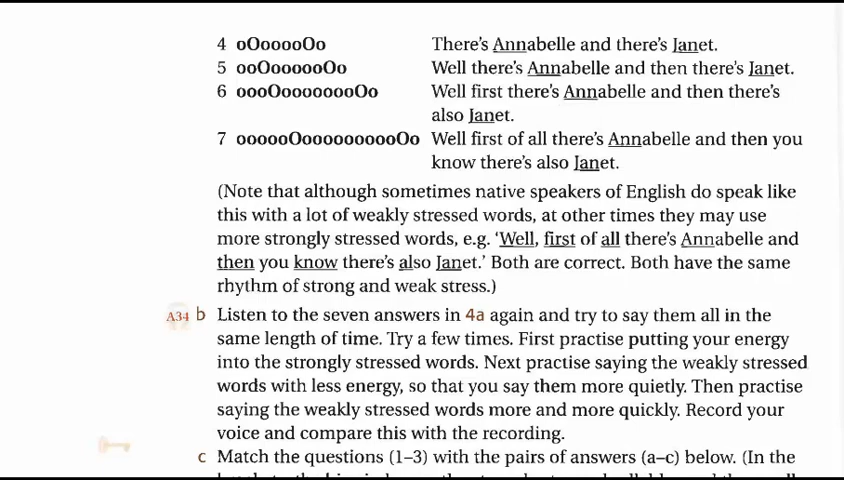 4 oOooooOo There's Annabelle and there's Janet.
5 ooOoooooOo Well there's Annabelle and then there's Janet.
6 oooOooooooooOo Well first there's Annabelle and then there's
also Janet.
7 oooooOooooooooooOo Well first of all there's Annabelle and then you
know there's also Janet.
(Note that although sometimes native speakers of English do speak like
this with a lot of weakly stressed words, at other times they may use
more strongly stressed words, e.g. 'Well, first of all there's Annabelle and
then you know there's also Janet.' Both are correct. Both have the same
rhythm of strong and weak stress.)
A34 b Listen to the seven answers in 4a again and try to say them all in the
same length of time. Try a few times. First practise putting your energy
into the strongly stressed words. Next practise saying the weakly stressed
words with less energy, so that you say them more quietly. Then practise
saying the weakly stressed words more and more quickly. Record your
voice and compare this with the recording.
c Match the questions (1–3) with the pairs of answers (a–c) below. (In the